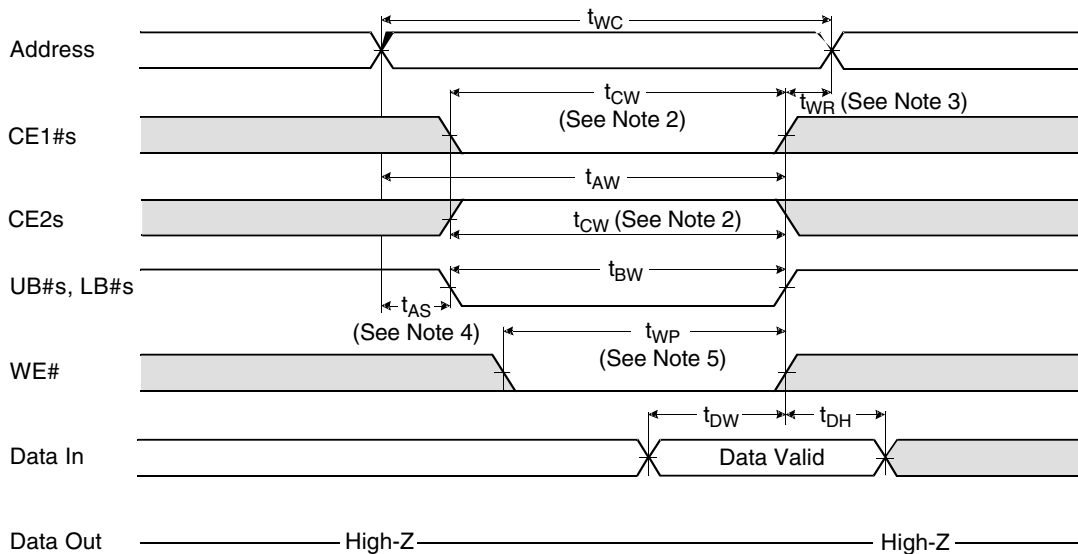 tWC
Address
tCW
(See Note 2)
tWR (See Note 3)
CE1#s
tAW
CE2s
tCW (See Note 2)
tBW
UB#s, LB#s
tAS
(See Note 4)
tWP
(See Note 5)
WE#
tDW
tDH
Data In
Data Valid
Data Out
High-Z
High-Z